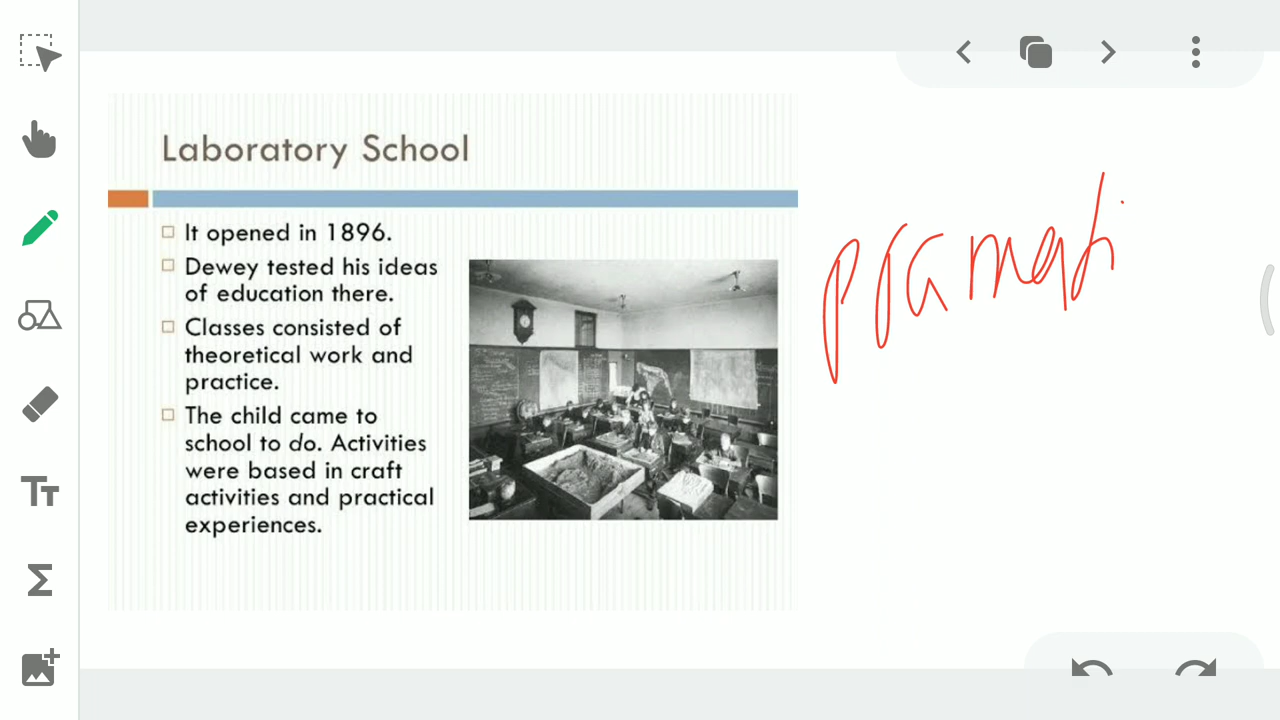 Laboratory School
It opened in 1896.
Dewey tested his ideas
of education there.
Classes consisted of
theoretical work and
practice.
The child came to
school to do. Activities
were based in craft
activities and practical
experiences.